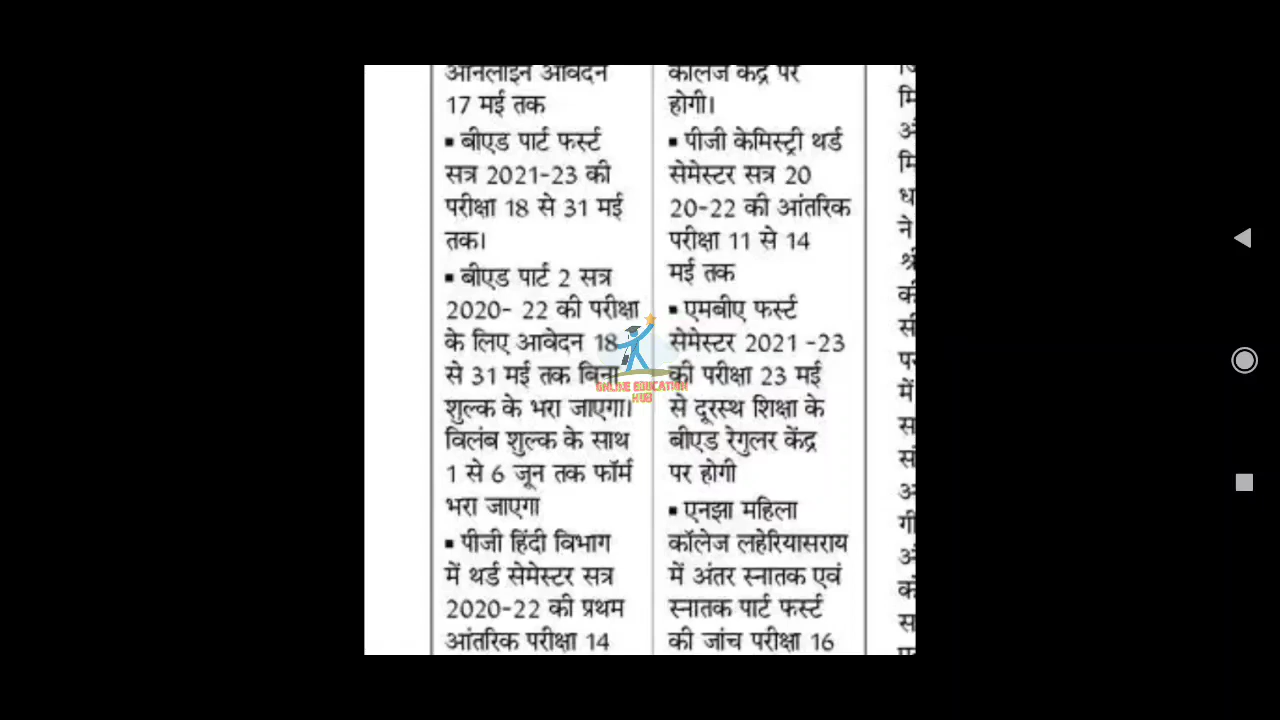 ऑनलाइन आवेदन
17 मई तक
▪ बीएड पार्ट फर्स्ट
सत्र 2021-23 की
परीक्षा 18 से 31 मई
तक।
▪ बीएड पार्ट 2 सत्र
2020- 22 की परीक्षा
के लिए आवेदन 18
से 31 मई तक बिना
शुल्क के भरा जाएगा।
विलंब शुल्क के साथ
1 से 6 जून तक फॉर्म
भरा जाएगा
▪ पीजी हिंदी विभाग
में थर्ड सेमेस्टर सत्र
2020-22 की प्रथम
आंतरिक परीक्षा 14
कॉलेज केंद्र पर
होगी।
▪ पीजी केमिस्ट्री थर्ड
सेमेस्टर सत्र 20
20-22 की आंतरिक
परीक्षा 11 से 14
मई तक
▪ एमबीए फर्स्ट
सेमेस्टर 2021 -23
की परीक्षा 23 मई
से दूरस्थ शिक्षा के
बीएड रेगुलर केंद्र
पर होगी
▪ एनझा महिला
कॉलेज लहेरियासराय
में अंतर स्नातक एवं
स्नातक पार्ट फर्स्ट
की जांच परीक्षा 16
ONLINE EDUCATION
HUB